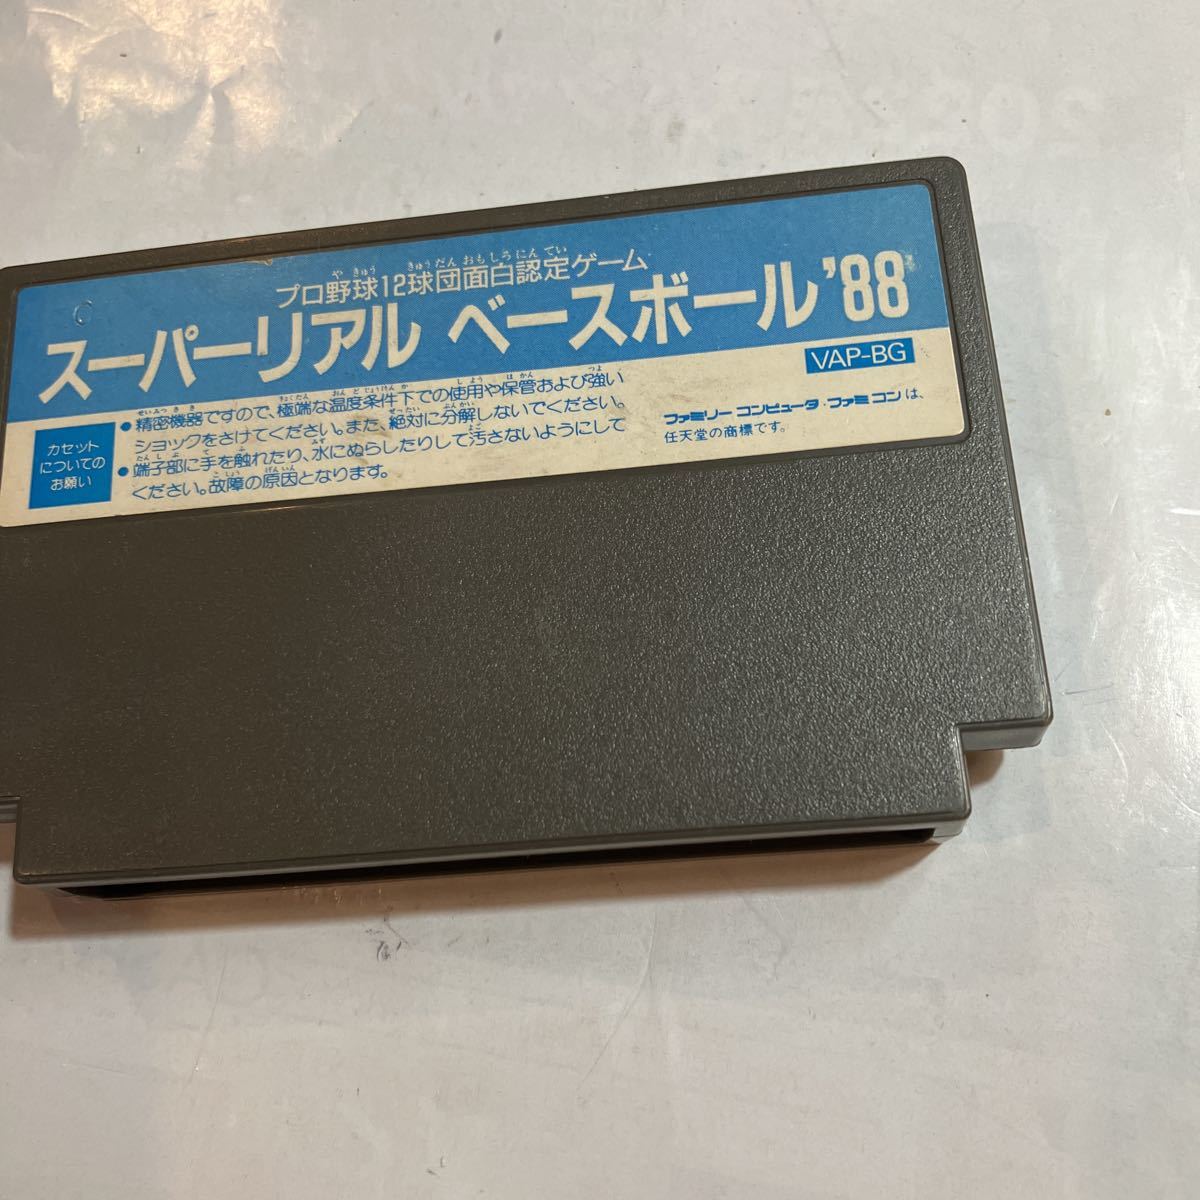 プロ野球12球団面白認定ゲーム
スーパーリアル ベースボール '88
VAP-BG
カセット
についての
お願い
●精密機器ですので、極端な温度条件下での使用や保管および強い
ショックをさけてください。また、絶対に分解しないでください。
●端子部に手を触れたり、水にぬらしたりして汚さないようにして
ください。故障の原因となります。
ファミリー コンピュータ・ファミコンは、
任天堂の商標です。